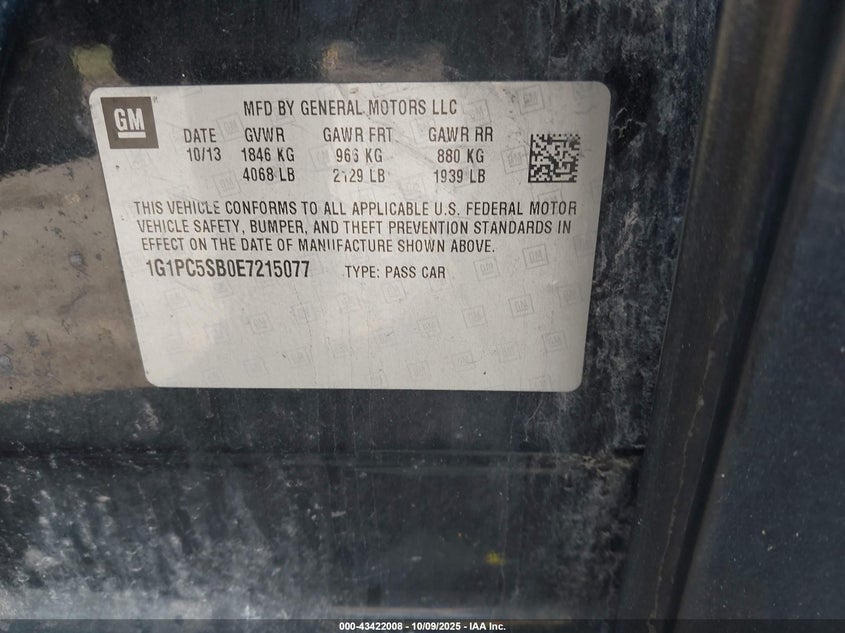 GM
MFD BY GENERAL MOTORS LLC
DATE GVWR GAWR FRT GAWR RR
10/13 1846 KG 966 KG 880 KG
4068 LB 2129 LB 1939 LB
THIS VEHICLE CONFORMS TO ALL APPLICABLE U.S. FEDERAL MOTOR
VEHICLE SAFETY, BUMPER, AND THEFT PREVENTION STANDARDS IN
EFFECT ON THE DATE OF MANUFACTURE SHOWN ABOVE.
1G1PC5SB0E7215077 TYPE: PASS CAR
000-43422008 - 10/09/2025 - IAA Inc.